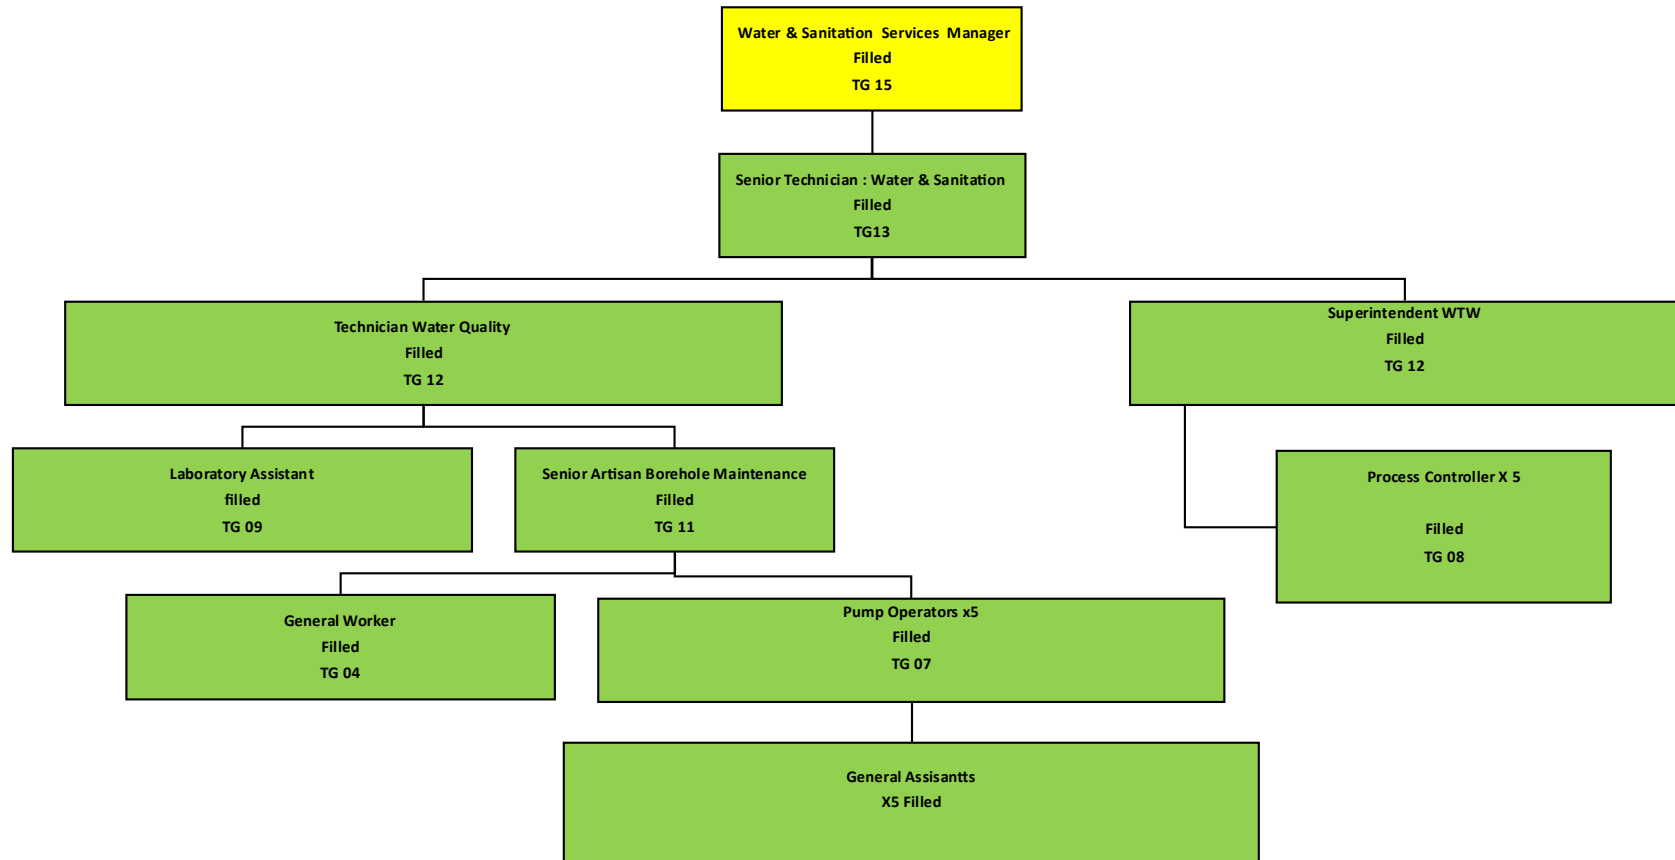 Water & Sanitation Services Manager
Filled
TG 15
Senior Technician : Water & Sanitation
Filled
TG13
Technician Water Quality
Filled
TG 12
Superintendent WTW
Filled
TG 12
Laboratory Assistant
filled
TG 09
Senior Artisan Borehole Maintenance
Filled
TG 11
Process Controller X 5
Filled
TG 08
General Worker
Filled
TG 04
Pump Operators x5
Filled
TG 07
General Assisantts
X5 Filled